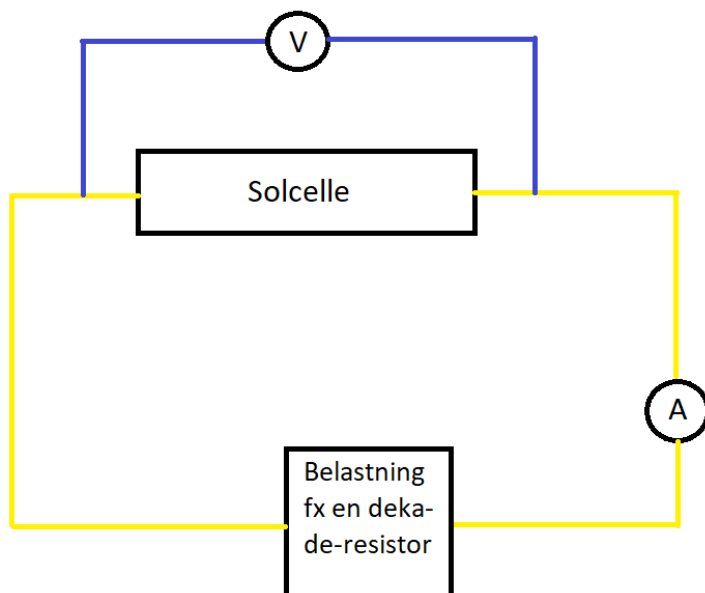 V
Solcelle
A
Belastning
fx en deka-
de-resistor